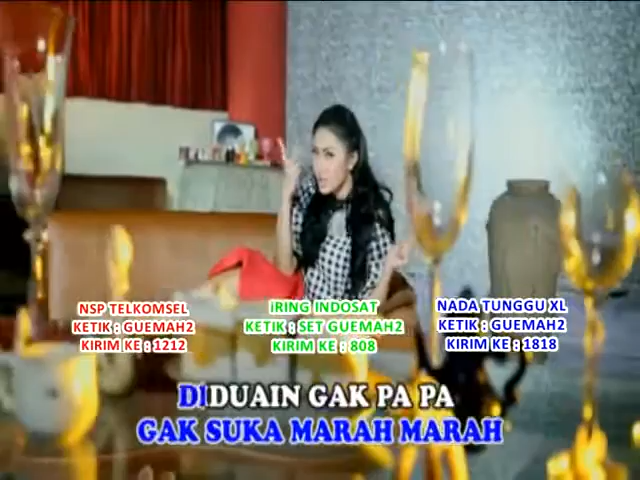 NSP TELKOMSEL
KETIK : GUEMAH2
KIRIM KE : 1212
IRING INDOSAT
KETIK : SET GUEMAH2
KIRIM KE : 808
NADA TUNGGU XL
KETIK : GUEMAH2
KIRIM KE : 1818
DIDUAIN GAK PA PA
GAK SUKA MARAH MARAH